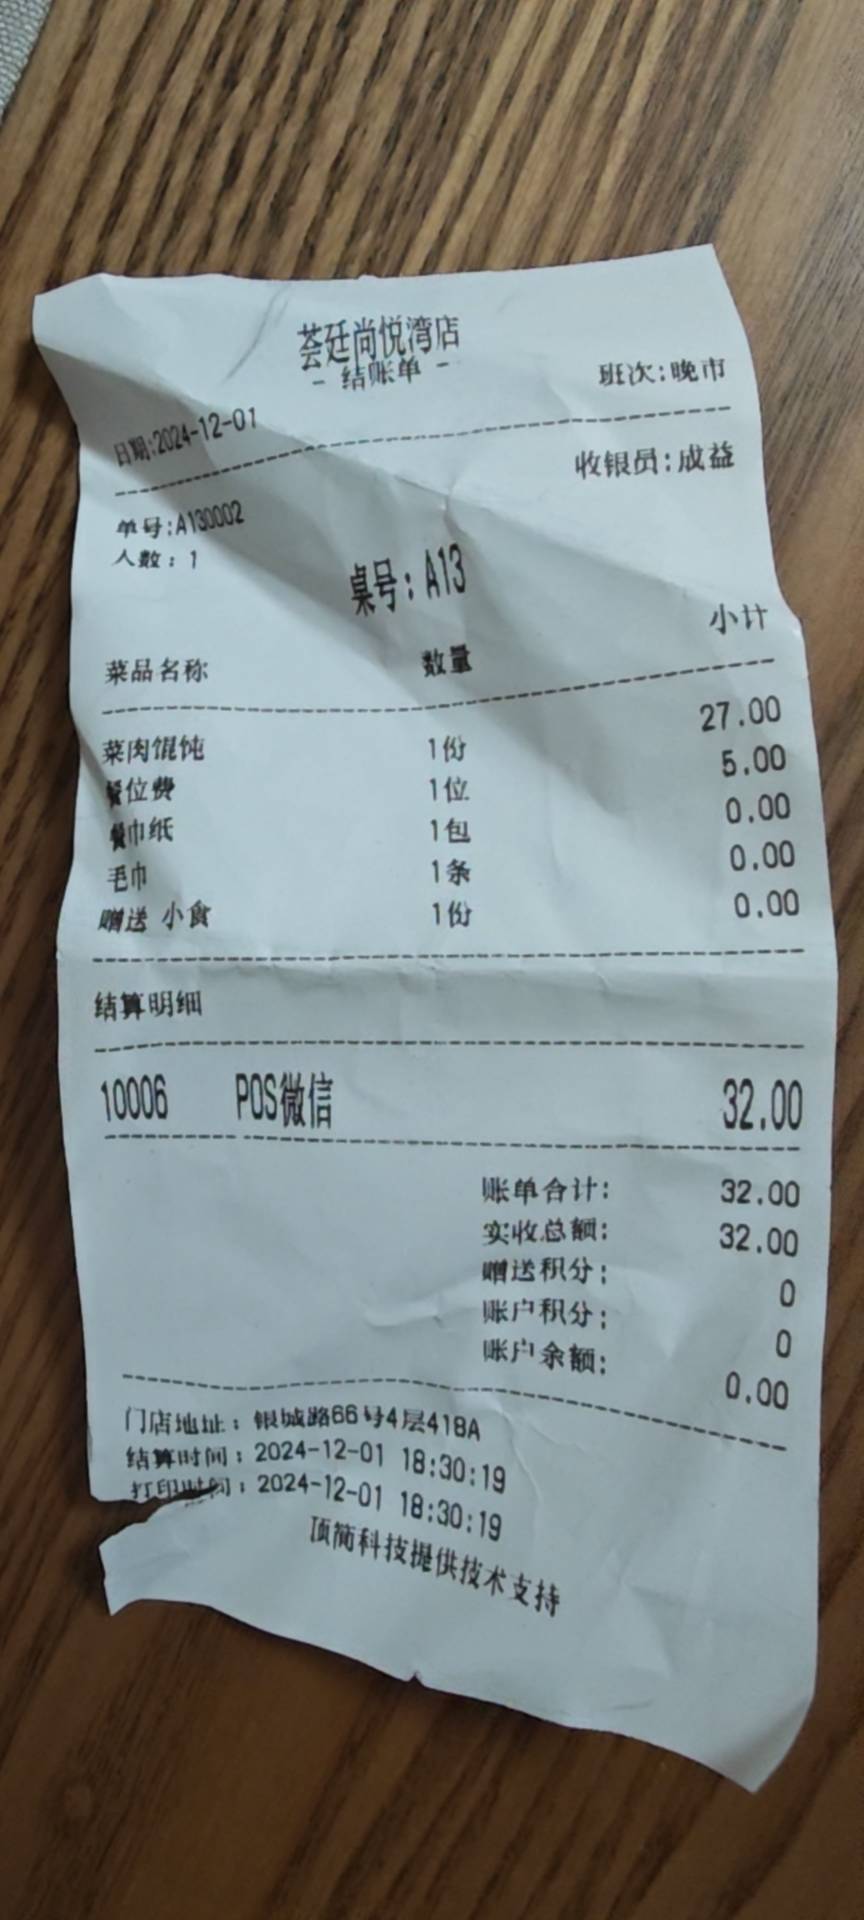 荟廷尚悦湾店
- 结账单 -
日期:2024-12-01 班次:晚市
单号:A130002 收银员:成益
人数:1
桌号:A13
菜品名称 数量 小计
菜肉馄饨 1份 27.00
餐位费 1位 5.00
餐巾纸 1包 0.00
毛巾 1条 0.00
赠送 小食 1份 0.00
结算明细
10006 POS微信 32.00
账单合计: 32.00
实收总额: 32.00
赠送积分: 0
账户积分: 0
账户余额: 0.00
门店地址:银城路66号4层418A
结算时间:2024-12-01 18:30:19
打印时间:2024-12-01 18:30:19
顶简科技提供技术支持